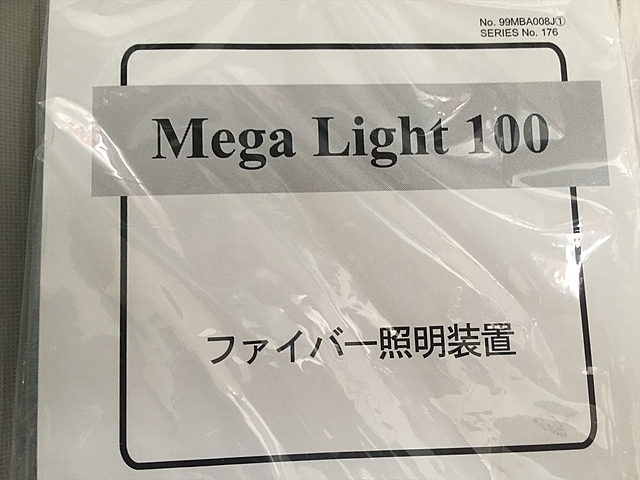 No. 99MBA008J①
SERIES No. 176
Mega Light 100
ファイバー照明装置